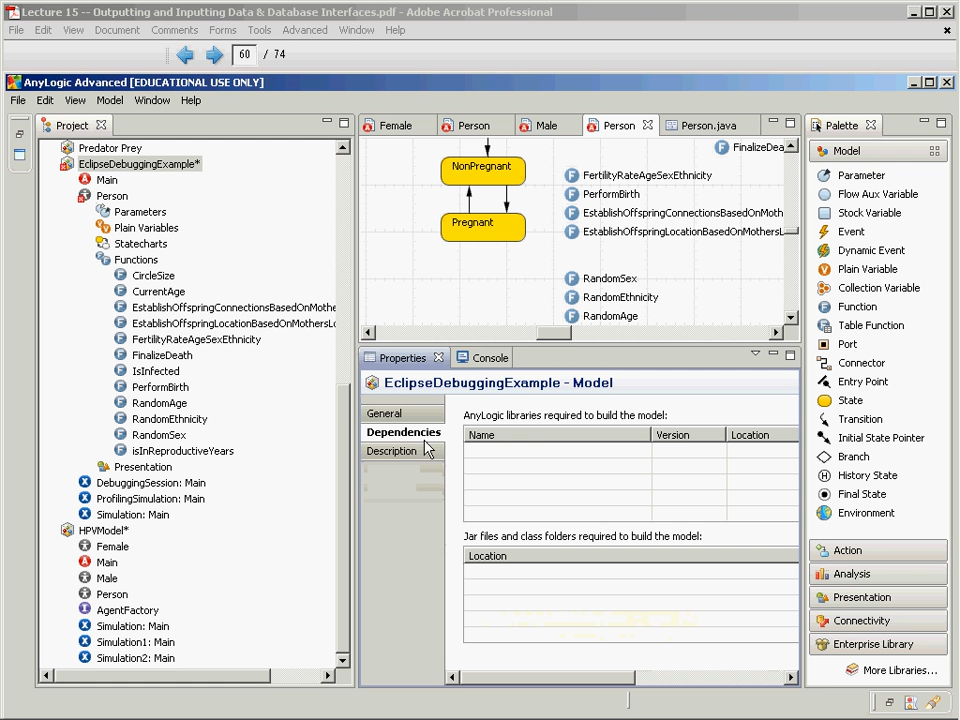 Lecture 15 -- Outputting and Inputting Data & Database Interfaces.pdf - Adobe Acrobat Professional
File Edit View Document Comments Forms Tools Advanced Window Help
60 / 74
AnyLogic Advanced [EDUCATIONAL USE ONLY]
File Edit View Model Window Help
Project
Predator Prey
EclipseDebuggingExample*
Main
Person
Parameters
Plain Variables
Statecharts
Functions
CircleSize
CurrentAge
EstablishOffspringConnectionsBasedOnMothe
EstablishOffspringLocationBasedOnMothersLo
FertilityRateAgeSexEthnicity
FinalizeDeath
IsInfected
PerformBirth
RandomAge
RandomEthnicity
RandomSex
isInReproductiveYears
Presentation
DebuggingSession: Main
ProfilingSimulation: Main
Simulation: Main
HPVModel*
Female
Main
Male
Person
AgentFactory
Simulation: Main
Simulation1: Main
Simulation2: Main
Female Person Male Person Person.java
FinalizeDea
NonPregnant
Pregnant
FertilityRateAgeSexEthnicity
PerformBirth
EstablishOffspringConnectionsBasedOnMoth
EstablishOffspringLocationBasedOnMothersL
RandomSex
RandomEthnicity
RandomAge
Properties Console
EclipseDebuggingExample - Model
General
Dependencies
Description
AnyLogic libraries required to build the model:
Name Version Location
Jar files and class folders required to build the model:
Location
Palette
Model
Parameter
Flow Aux Variable
Stock Variable
Event
Dynamic Event
Plain Variable
Collection Variable
Function
Table Function
Port
Connector
Entry Point
State
Transition
Initial State Pointer
Branch
History State
Final State
Environment
Action
Analysis
Presentation
Connectivity
Enterprise Library
More Libraries...